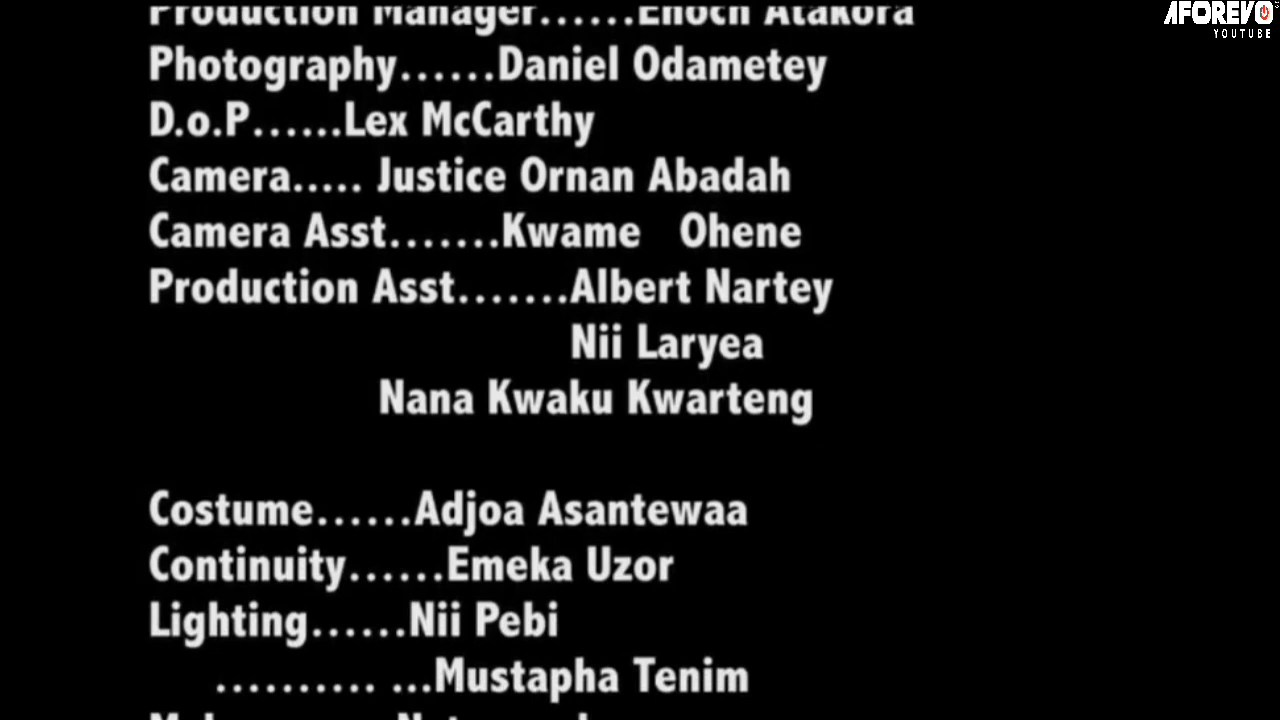 AFOREVO
YOUTUBE
Production Manager......Enoch Atakora
Photography......Daniel Odametey
D.o.P......Lex McCarthy
Camera..... Justice Ornan Abadah
Camera Asst.......Kwame Ohene
Production Asst.......Albert Nartey
Nii Laryea
Nana Kwaku Kwarteng
Costume......Adjoa Asantewaa
Continuity......Emeka Uzor
Lighting......Nii Pebi
.......... ...Mustapha Tenim